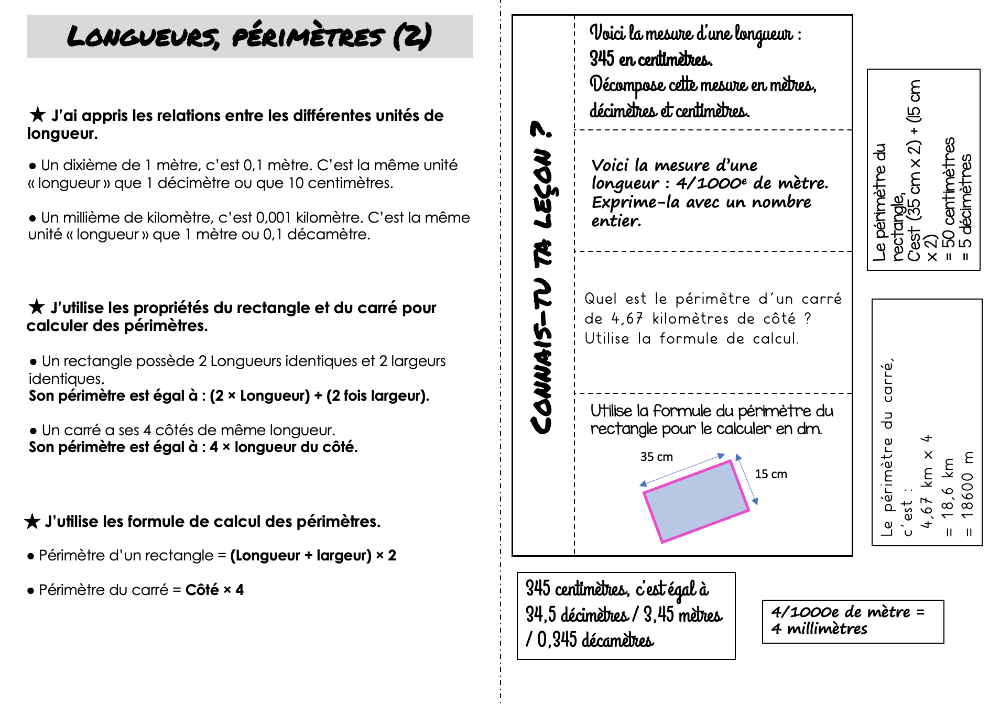 Longueurs, périmètres (2)
★ J'ai appris les relations entre les différentes unités de
longueur.
● Un dixième de 1 mètre, c'est 0,1 mètre. C'est la même unité
« longueur » que 1 décimètre ou que 10 centimètres.
● Un millième de kilomètre, c'est 0,001 kilomètre. C'est la même
unité « longueur » que 1 mètre ou 0,1 décamètre.
★ J'utilise les propriétés du rectangle et du carré pour
calculer des périmètres.
● Un rectangle possède 2 Longueurs identiques et 2 largeurs
identiques.
Son périmètre est égal à : (2 × Longueur) + (2 fois largeur).
● Un carré a ses 4 côtés de même longueur.
Son périmètre est égal à : 4 × longueur du côté.
★ J'utilise les formule de calcul des périmètres.
● Périmètre d'un rectangle = (Longueur + largeur) × 2
● Périmètre du carré = Côté × 4
Connais-tu ta leçon ?
Voici la mesure d'une longueur :
345 en centimètres.
Décompose cette mesure en mètres,
décimètres et centimètres.
Voici la mesure d'une
longueur : 4/1000e de mètre.
Exprime-la avec un nombre
entier.
Quel est le périmètre d'un carré
de 4,67 kilomètres de côté ?
Utilise la formule de calcul.
Utilise la formule du périmètre du
rectangle pour le calculer en dm.
35 cm
15 cm
Le périmètre du
rectangle,
C'est (35 cm x 2) + (15 cm
x 2)
= 50 centimètres
= 5 décimètres
Le périmètre du carré,
c'est :
4,67 km x 4
= 18,6 km
= 18600 m
345 centimètres, c'est égal à
34,5 décimètres / 3,45 mètres
/ 0,345 décamètres
4/1000e de mètre =
4 millimètres